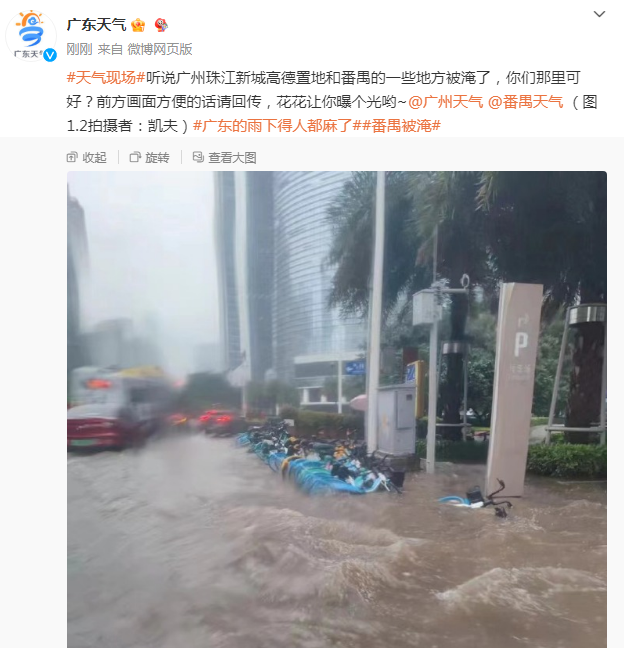 广东天气
广东天气
刚刚 来自 微博网页版
#天气现场#听说广州珠江新城高德置地和番禺的一些地方被淹了，你们那里可
好？前方画面方便的话请回传，花花让你曝个光哟~@广州天气 @番禺天气 （图
1.2拍摄者：凯夫）#广东的雨下得人都麻了##番禺被淹#
收起 旋转 查看大图
P